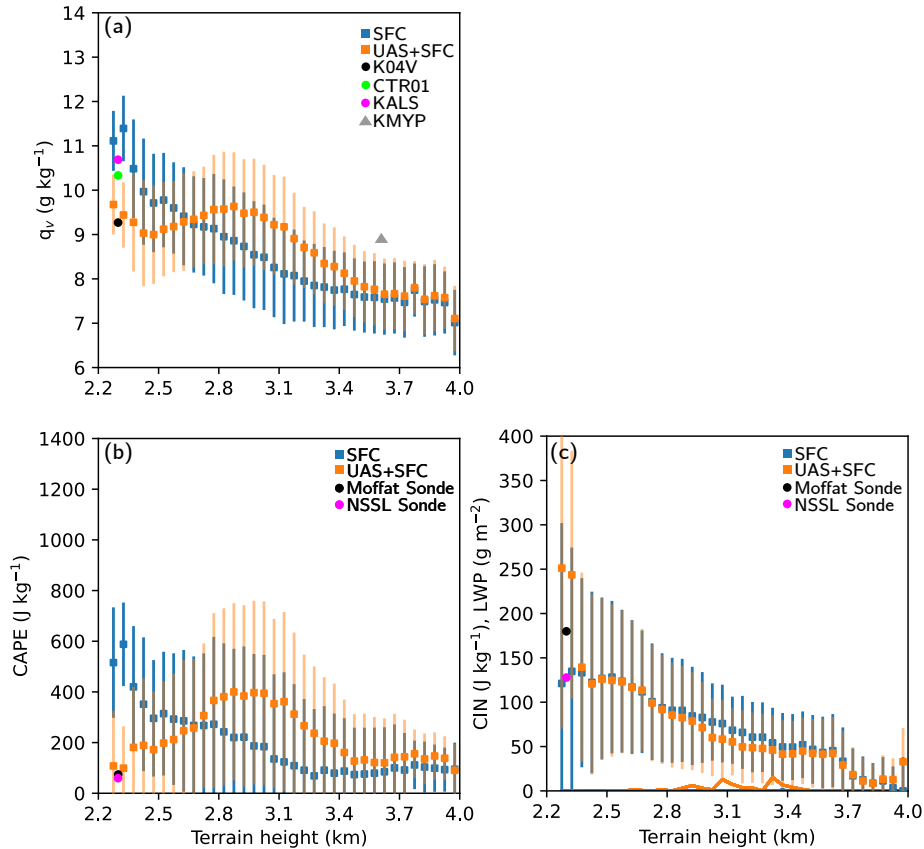 (a)
SFC
UAS+SFC
K04V
CTR01
KALS
KMYP
14
13
12
11
10
9
8
7
6
q_v (g kg⁻¹)
2.2 2.5 2.8 3.1 3.4 3.7 4.0
(b)
SFC
UAS+SFC
Moffat Sonde
NSSL Sonde
1400
1200
1000
800
600
400
200
0
CAPE (J kg⁻¹)
2.2 2.5 2.8 3.1 3.4 3.7 4.0
Terrain height (km)
(c)
SFC
UAS+SFC
Moffat Sonde
NSSL Sonde
400
350
300
250
200
150
100
50
0
CIN (J kg⁻¹), LWP (g m⁻²)
2.2 2.5 2.8 3.1 3.4 3.7 4.0
Terrain height (km)